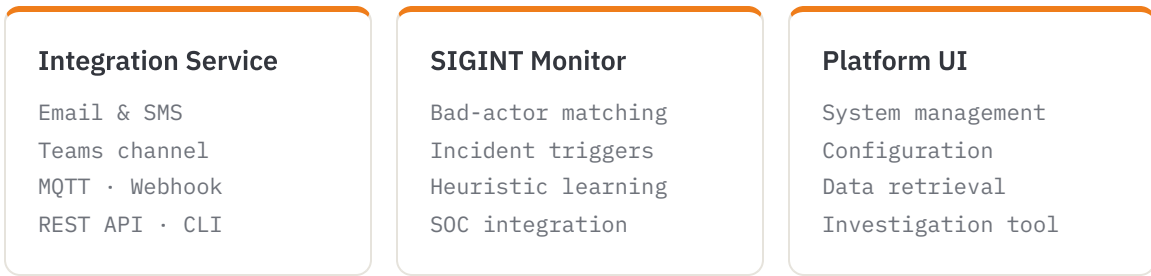 Integration Service
Email & SMS
Teams channel
MQTT · Webhook
REST API · CLI
SIGINT Monitor
Bad-actor matching
Incident triggers
Heuristic learning
SOC integration
Platform UI
System management
Configuration
Data retrieval
Investigation tool